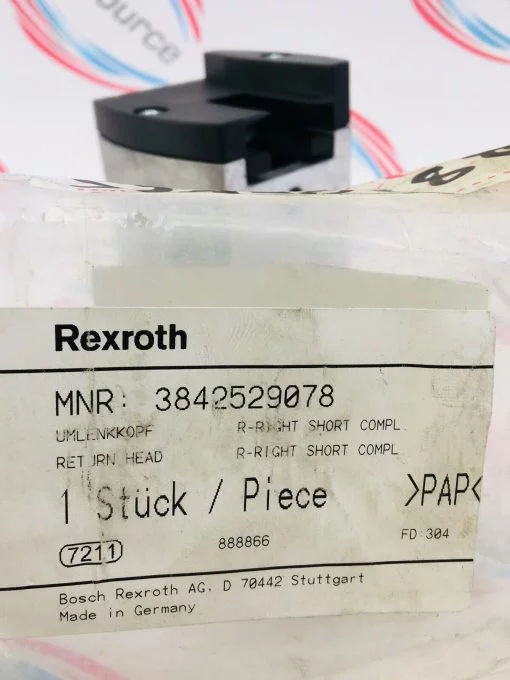 ource
Rexroth
MNR: 3842529078
UMLENKKOPF R-RIGHT SHORT COMPL.
RETURN HEAD R-RIGHT SHORT COMPL
1 Stück / Piece >PAP<
7211 888866 FD:304
Bosch Rexroth AG, D 70442 Stuttgart
Made in Germany